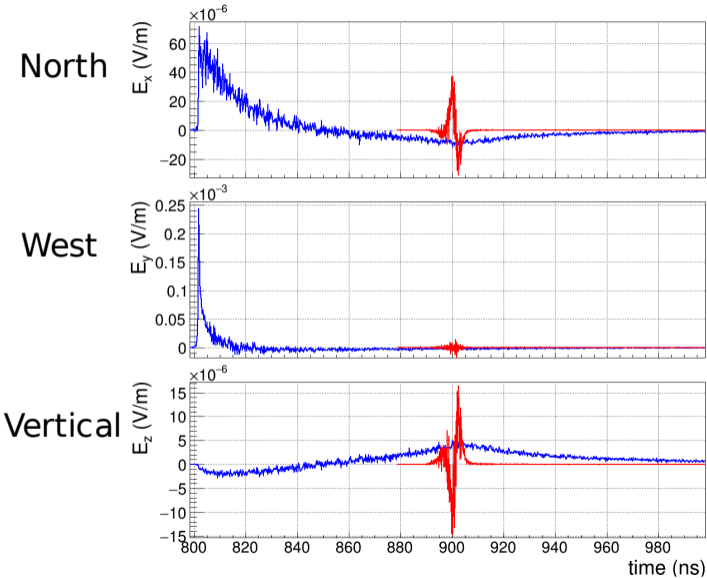 ×10⁻⁶
North
E_x (V/m)
60
40
20
0
−20
×10⁻³
West
E_y (V/m)
0.25
0.2
0.15
0.1
0.05
0
×10⁻⁶
Vertical
E_z (V/m)
15
10
5
0
−5
−10
−15
800 820 840 860 880 900 920 940 960 980
time (ns)